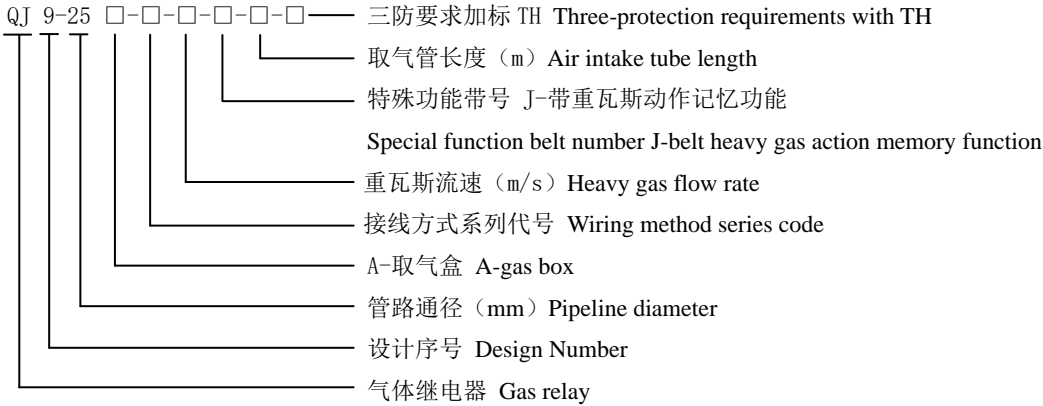 QJ 9-25 □-□-□-□-□-□ 三防要求加标 TH Three-protection requirements with TH
取气管长度（m）Air intake tube length
特殊功能带号 J-带重瓦斯动作记忆功能
Special function belt number J-belt heavy gas action memory function
重瓦斯流速（m/s）Heavy gas flow rate
接线方式系列代号 Wiring method series code
A-取气盒 A-gas box
管路通径（mm）Pipeline diameter
设计序号 Design Number
气体继电器 Gas relay